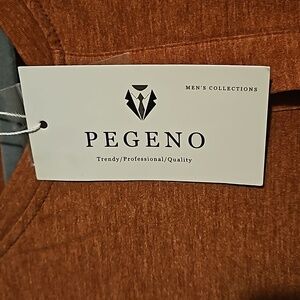 MEN'S COLLECTIONS
PEGENO
Trendy/Professional/Quality